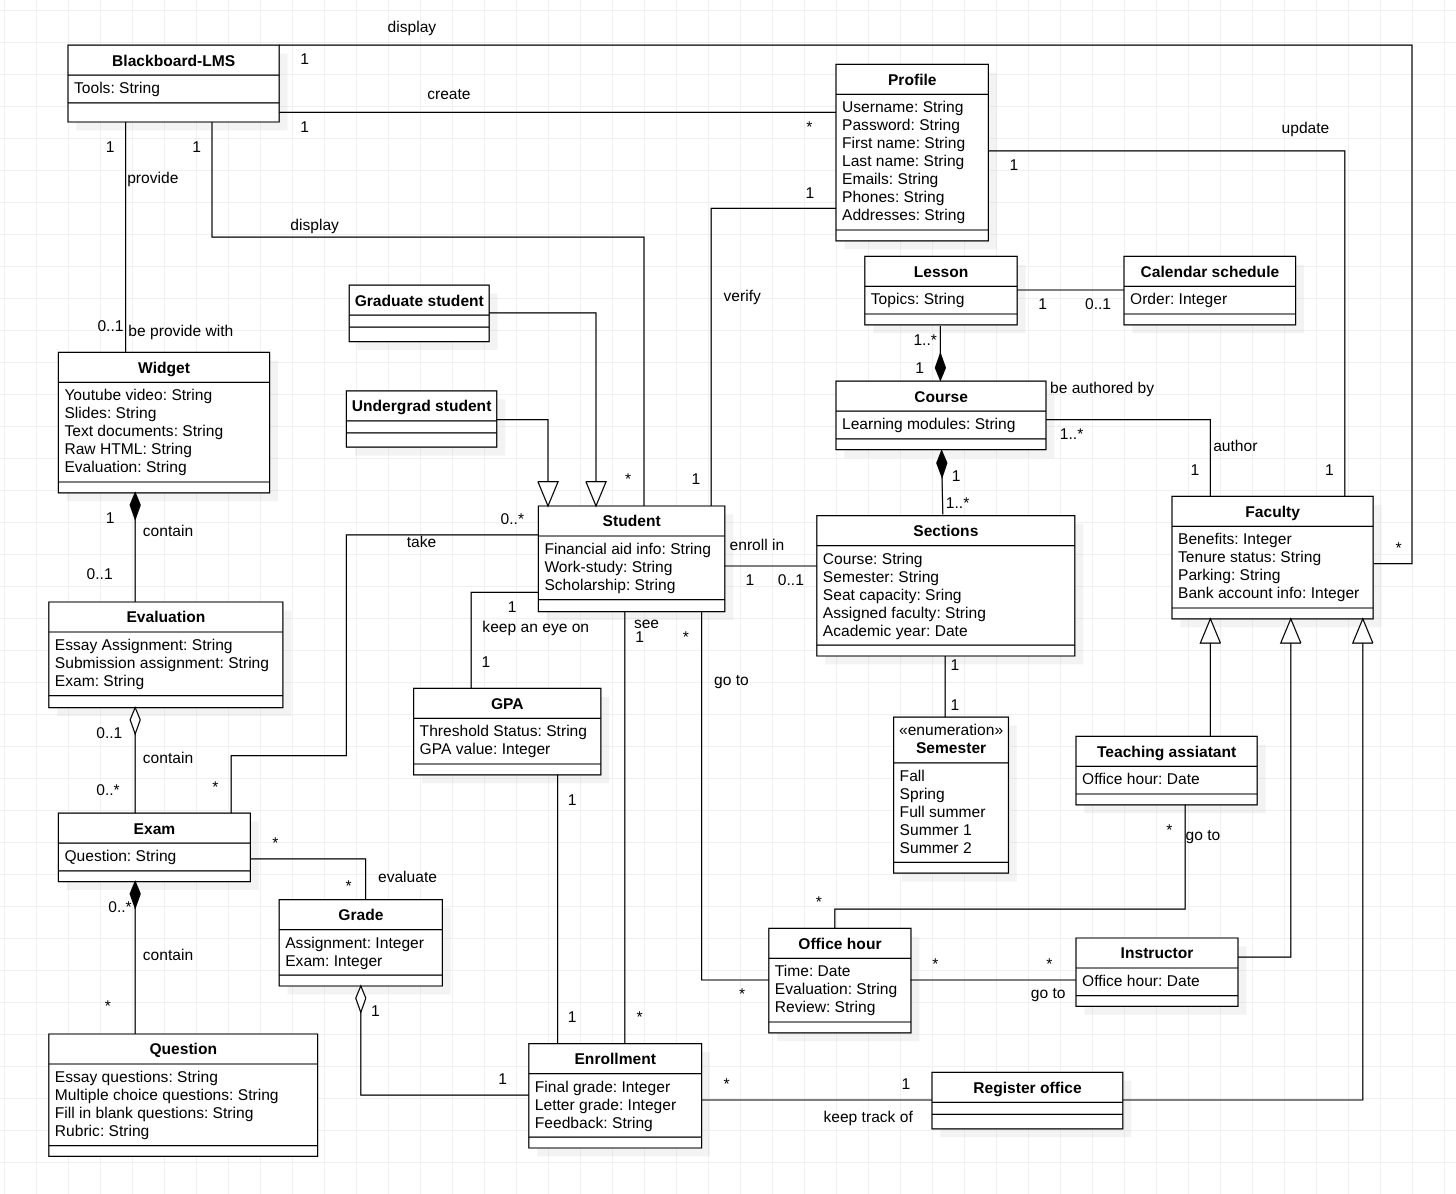 display
Blackboard-LMS
Tools: String
1
create
1
*
Profile
Username: String
Password: String
First name: String
Last name: String
Emails: String
Phones: String
Addresses: String
update
1
1
1
1
provide
display
verify
Lesson
Topics: String
Calendar schedule
Order: Integer
1
0..1
Graduate student
0..1
be provide with
1..*
1
Widget
Youtube video: String
Slides: String
Text documents: String
Raw HTML: String
Evaluation: String
Undergrad student
Course
Learning modules: String
be authored by
1..*
author
1
1
*
1
1
1..*
1
contain
0..1
0..*
take
Student
Financial aid info: String
Work-study: String
Scholarship: String
enroll in
1
0..1
Sections
Course: String
Semester: String
Seat capacity: Sring
Assigned faculty: String
Academic year: Date
Faculty
Benefits: Integer
Tenure status: String
Parking: String
Bank account info: Integer
*
Evaluation
Essay Assignment: String
Submission assignment: String
Exam: String
1
keep an eye on
1
see
1
*
go to
1
1
GPA
Threshold Status: String
GPA value: Integer
«enumeration»
Semester
Fall
Spring
Full summer
Summer 1
Summer 2
Teaching assiatant
Office hour: Date
0..1
contain
0..*
*
1
*
go to
Exam
Question: String
*
*
evaluate
0..*
contain
*
Grade
Assignment: Integer
Exam: Integer
1
*
Office hour
Time: Date
Evaluation: String
Review: String
*
*
*
go to
Instructor
Office hour: Date
Question
Essay questions: String
Multiple choice questions: String
Fill in blank questions: String
Rubric: String
1
*
1
Enrollment
Final grade: Integer
Letter grade: Integer
Feedback: String
*
1
keep track of
Register office